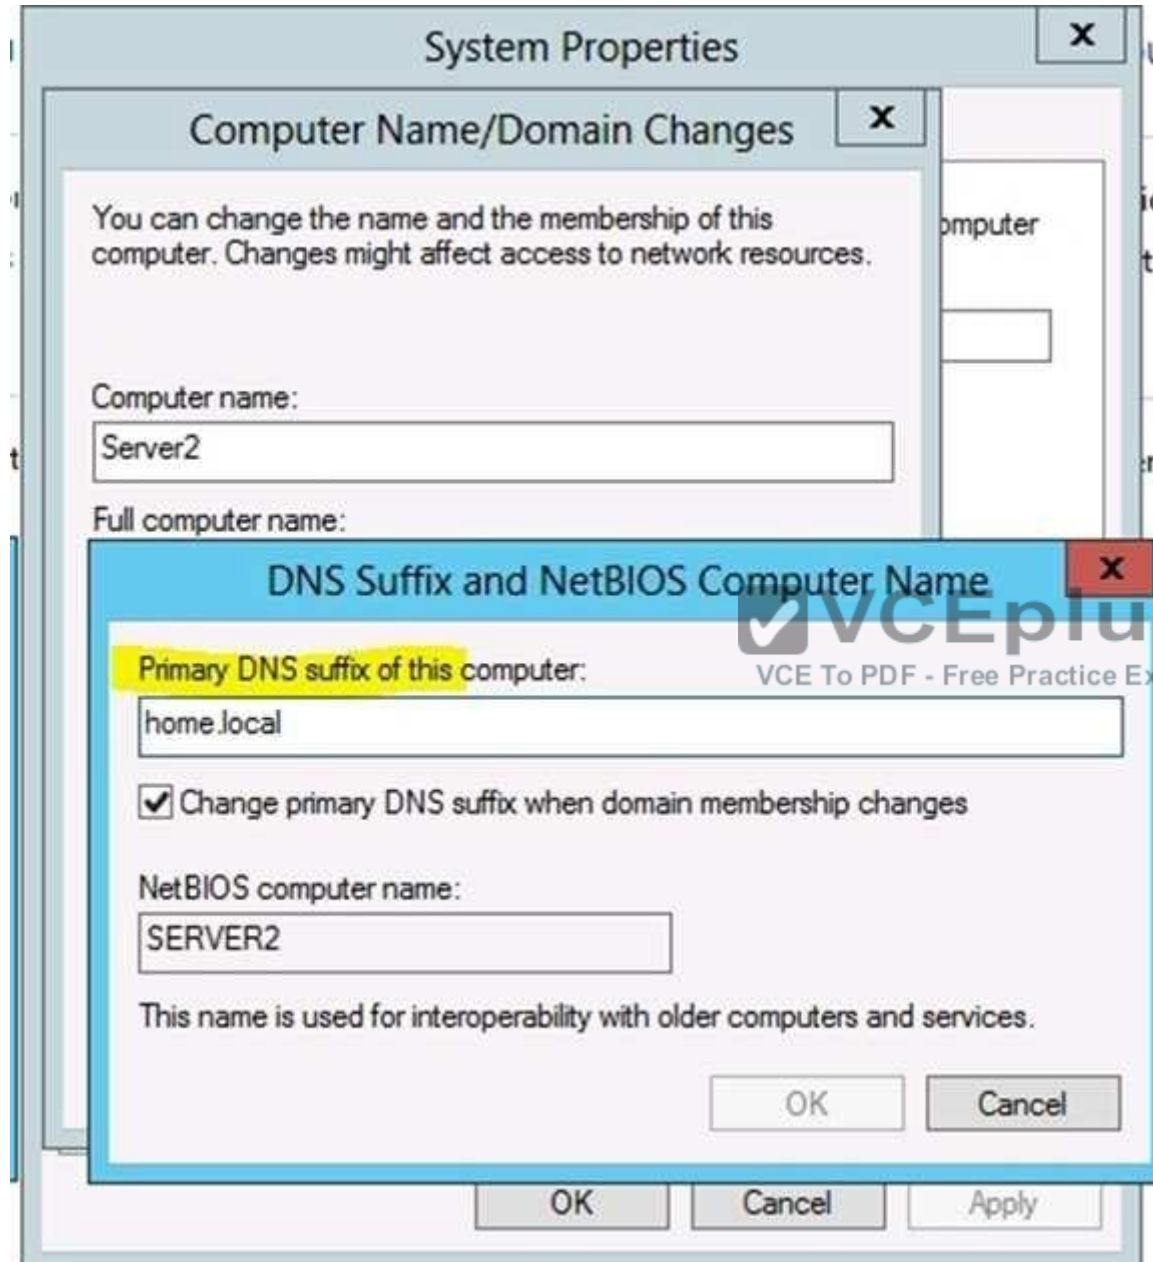 System Properties
X
Computer Name/Domain Changes
X
You can change the name and the membership of this
computer. Changes might affect access to network resources.
Computer name:
Server2
Full computer name:
DNS Suffix and NetBIOS Computer Name
X
VCEplu
VCE To PDF - Free Practice Ex
Primary DNS suffix of this computer:
home.local
Change primary DNS suffix when domain membership changes
NetBIOS computer name:
SERVER2
This name is used for interoperability with older computers and services.
OK
Cancel
OK
Cancel
Apply